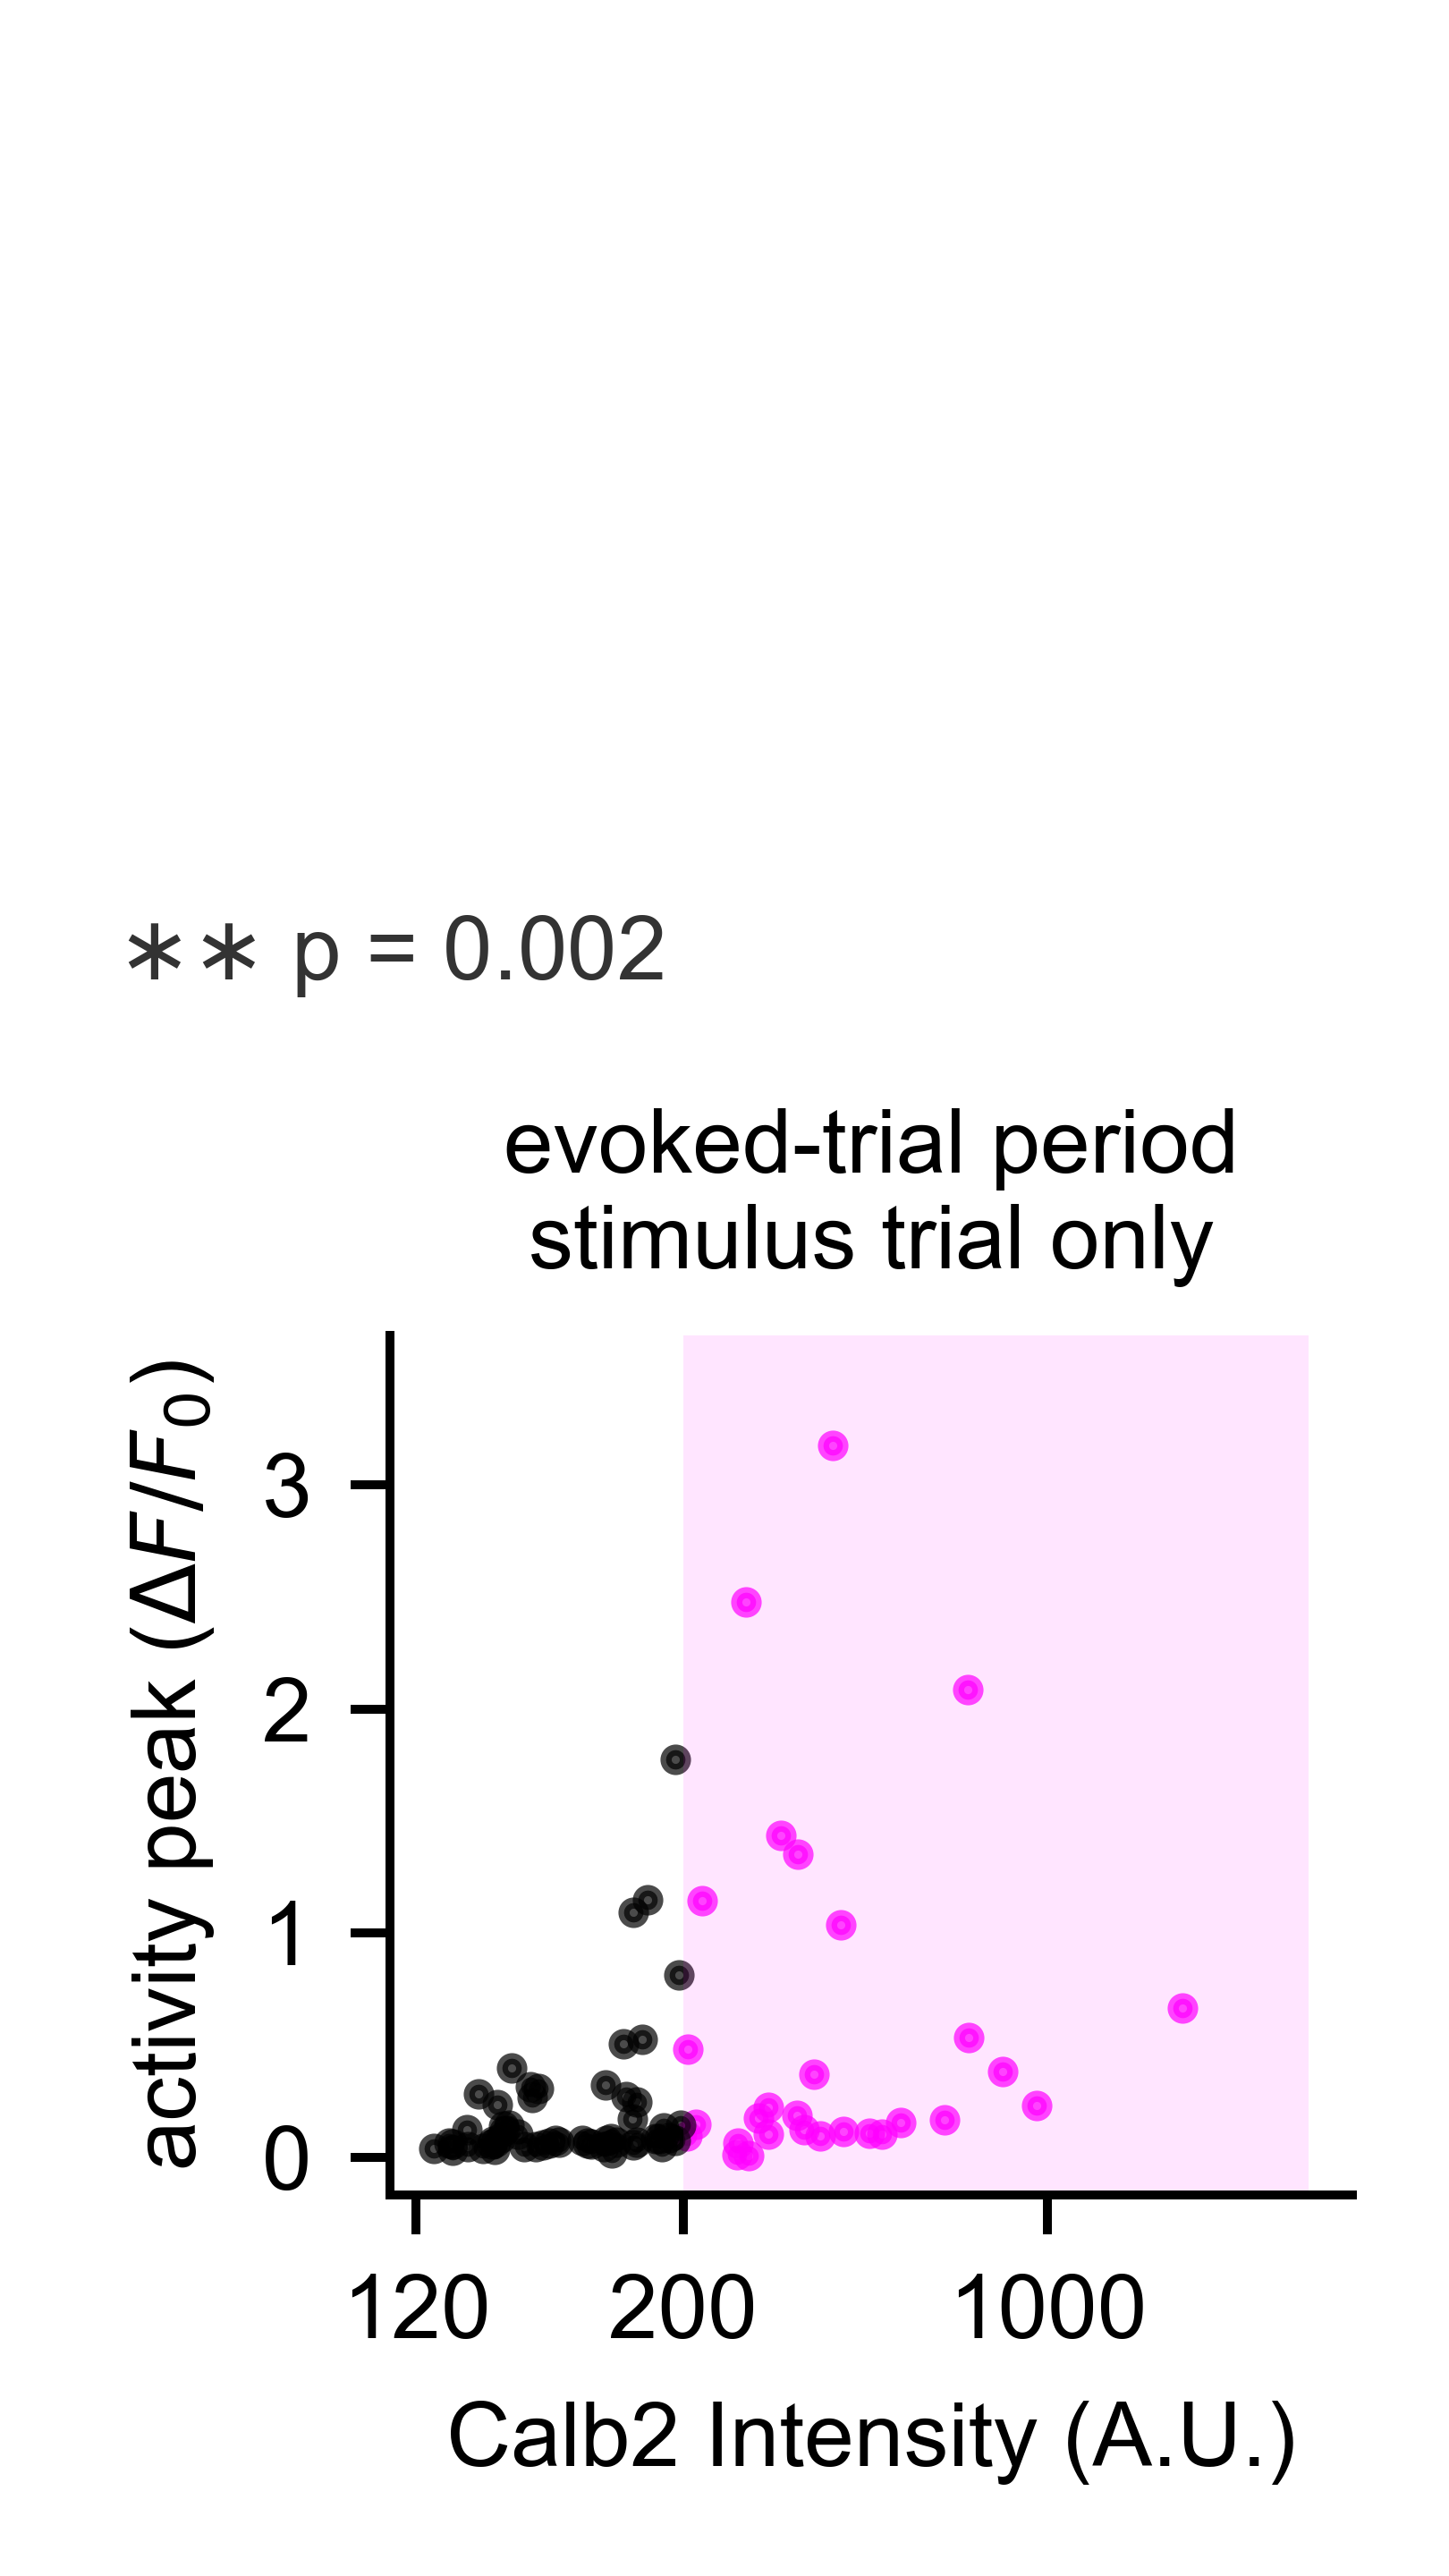 ∗∗ p = 0.002
evoked-trial period
stimulus trial only
activity peak (ΔF/F₀)
3
2
1
0
120 200 1000
Calb2 Intensity (A.U.)